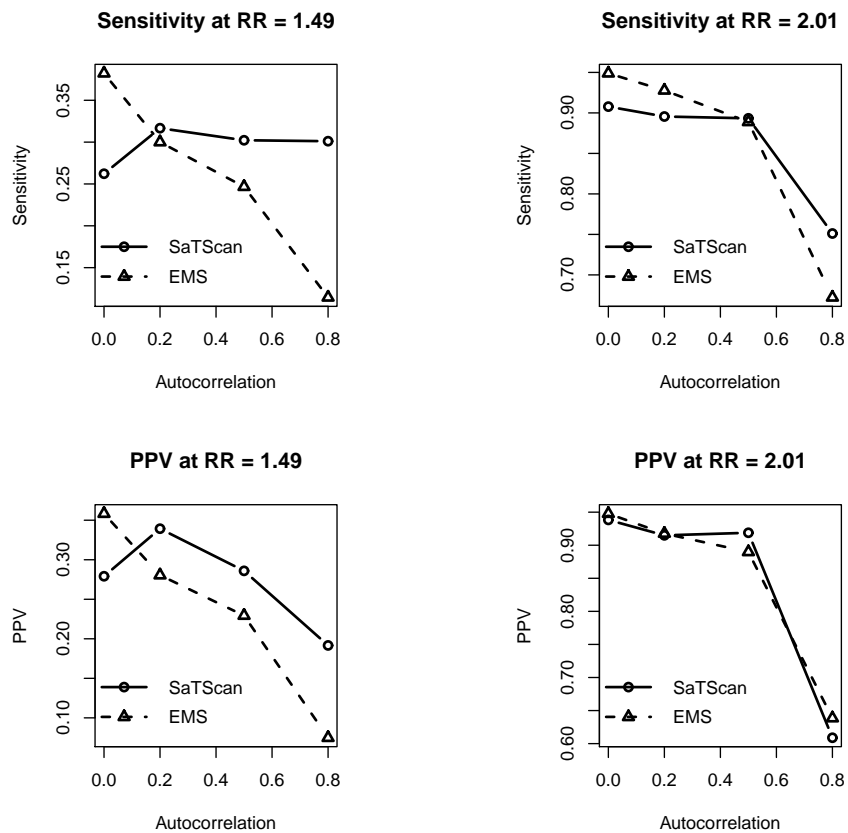 Sensitivity at RR = 1.49
Sensitivity
0.15 0.25 0.35
SaTScan
EMS
0.0 0.2 0.4 0.6 0.8
Autocorrelation
Sensitivity at RR = 2.01
Sensitivity
0.70 0.80 0.90
SaTScan
EMS
0.0 0.2 0.4 0.6 0.8
Autocorrelation
PPV at RR = 1.49
PPV
0.10 0.20 0.30
SaTScan
EMS
0.0 0.2 0.4 0.6 0.8
Autocorrelation
PPV at RR = 2.01
PPV
0.60 0.70 0.80 0.90
SaTScan
EMS
0.0 0.2 0.4 0.6 0.8
Autocorrelation